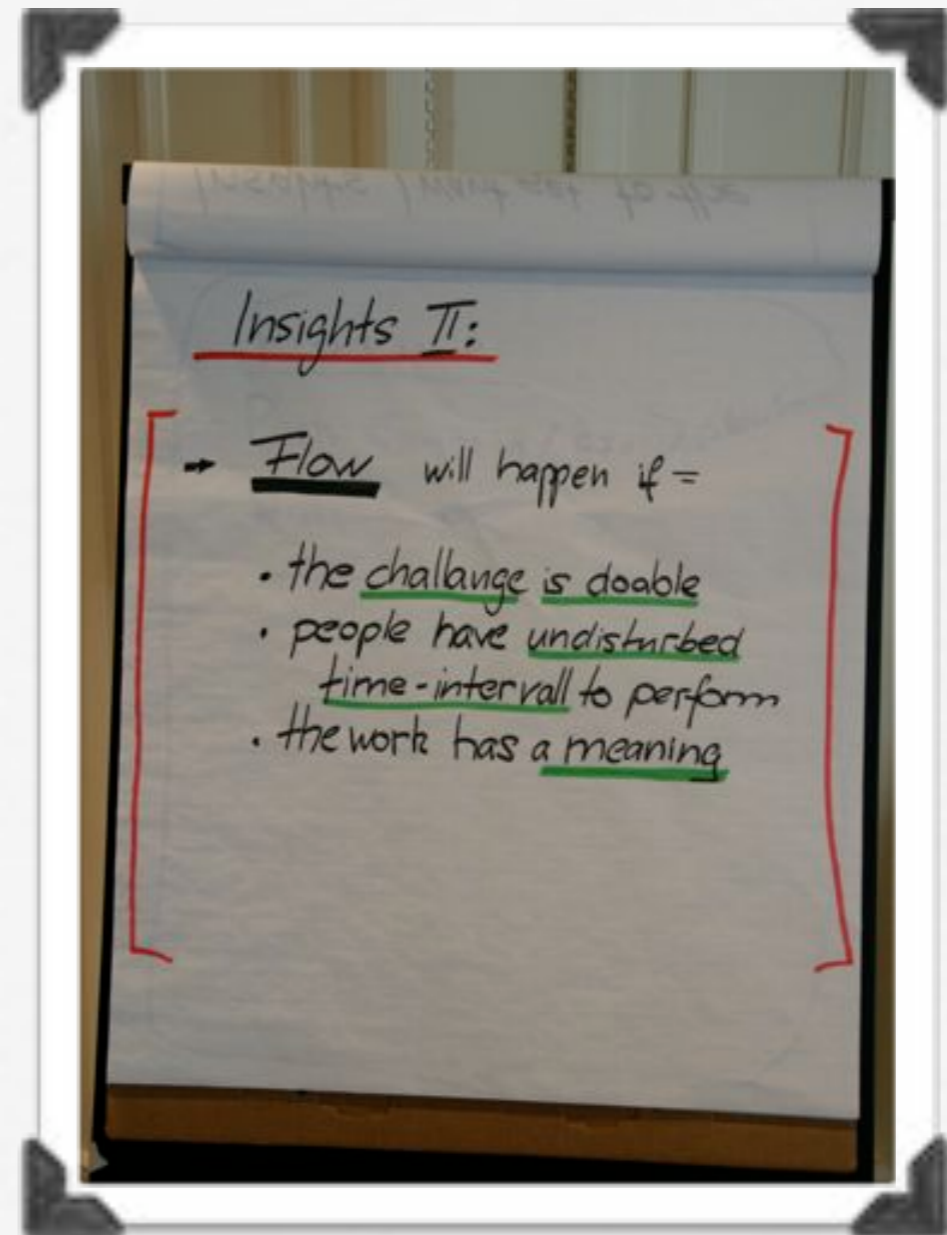 Insights II:
→ Flow will happen if =
• the challange is doable
• people have undisturbed
time-intervall to perform
• the work has a meaning